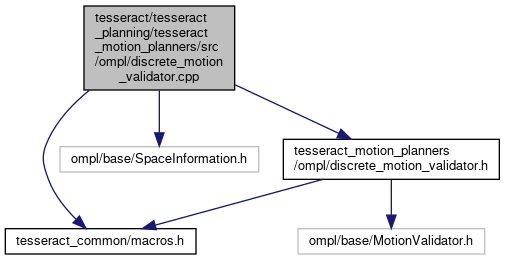 tesseract/tesseract
_planning/tesseract
_motion_planners/src
/ompl/discrete_motion
_validator.cpp
ompl/base/SpaceInformation.h
tesseract_motion_planners
/ompl/discrete_motion_validator.h
tesseract_common/macros.h
ompl/base/MotionValidator.h